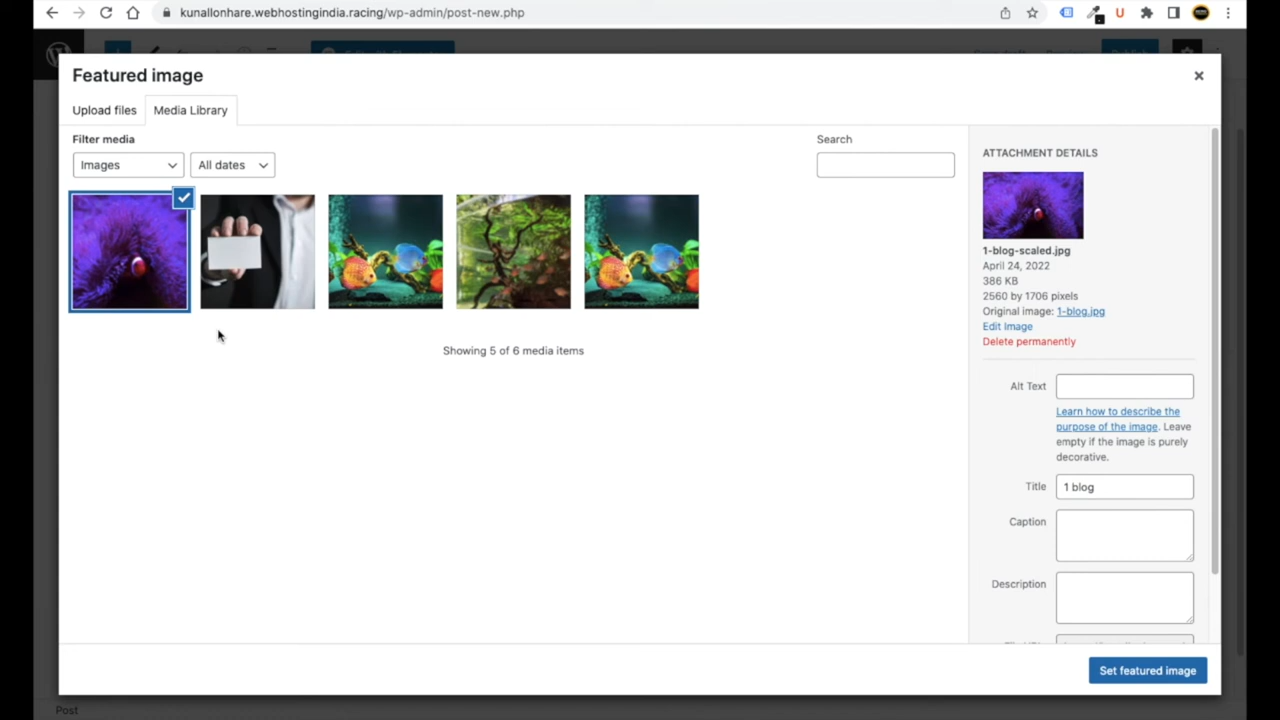 kunallonhare.webhostingindia.racing/wp-admin/post-new.php
Featured image
Upload files
Media Library
Filter media
Search
Images
All dates
Showing 5 of 6 media items
ATTACHMENT DETAILS
1-blog-scaled.jpg
April 24, 2022
386 KB
2560 by 1706 pixels
Original image: 1-blog.jpg
Edit Image
Delete permanently
Alt Text
Learn how to describe the
purpose of the image. Leave
empty if the image is purely
decorative.
Title
1 blog
Caption
Description
Set featured image
Post